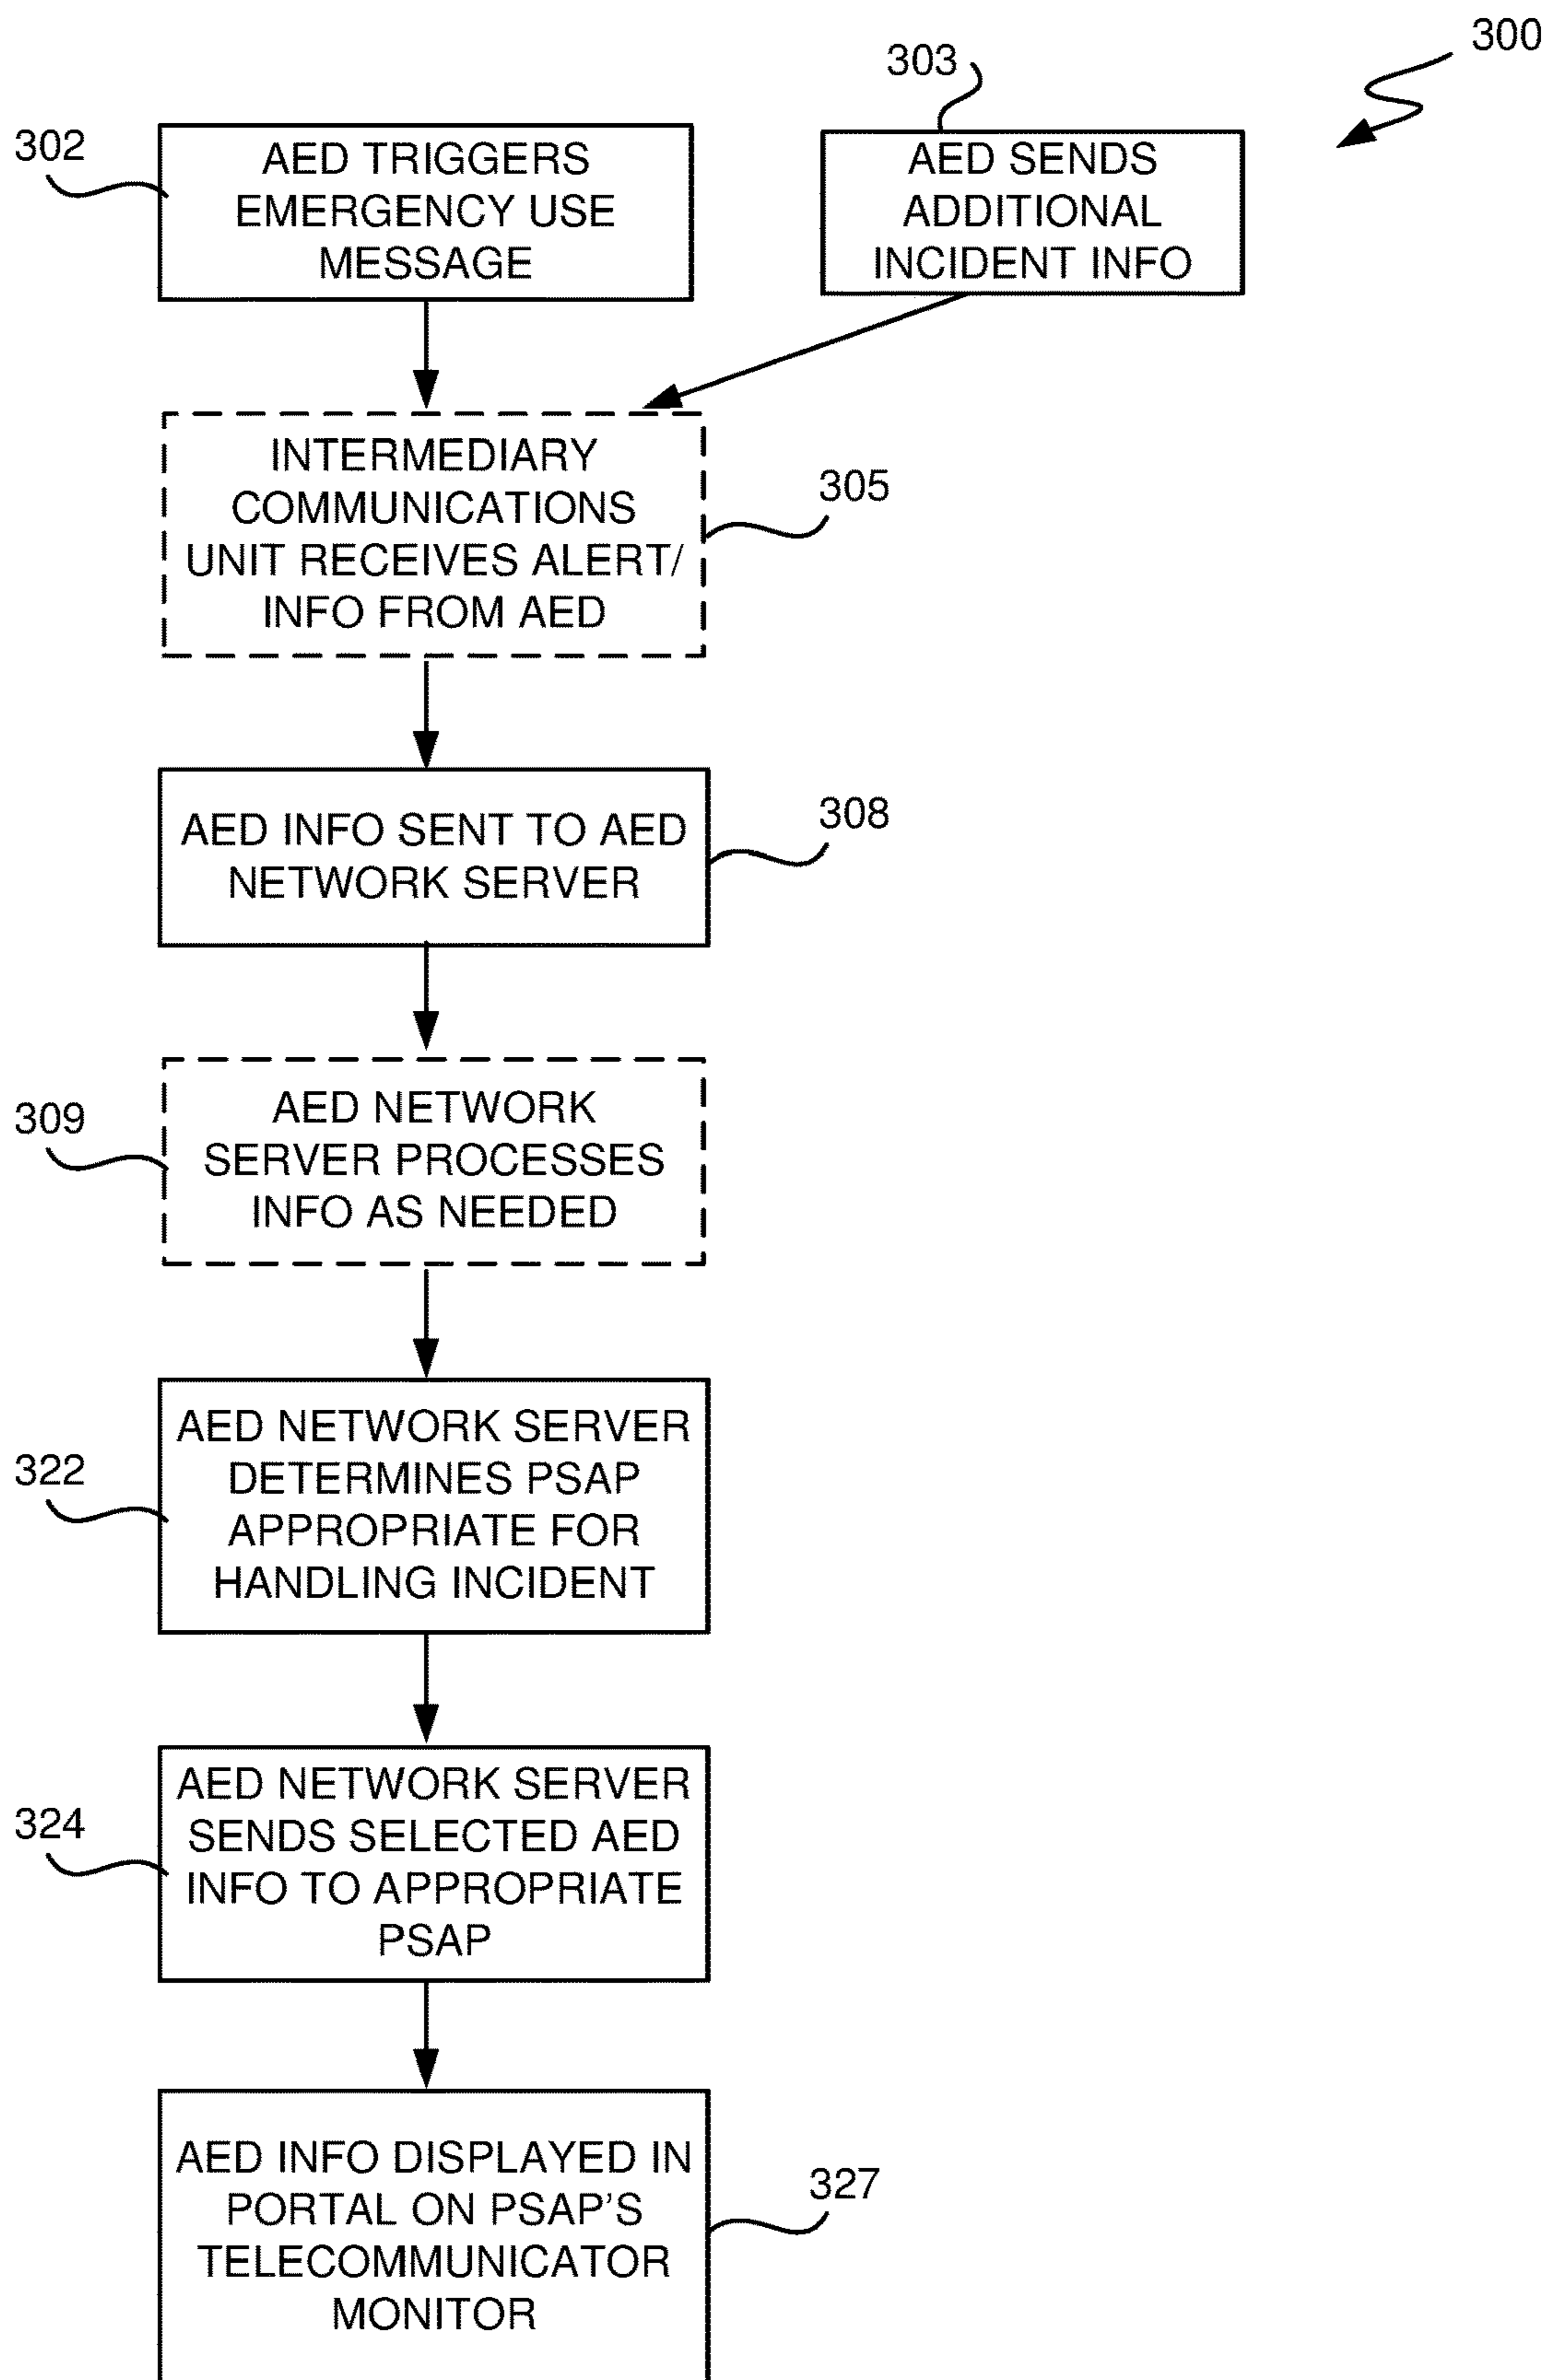 300
303
302
AED TRIGGERS
EMERGENCY USE
MESSAGE
AED SENDS
ADDITIONAL
INCIDENT INFO
INTERMEDIARY
COMMUNICATIONS
UNIT RECEIVES ALERT/
INFO FROM AED
305
AED INFO SENT TO AED
NETWORK SERVER
308
309
AED NETWORK
SERVER PROCESSES
INFO AS NEEDED
322
AED NETWORK SERVER
DETERMINES PSAP
APPROPRIATE FOR
HANDLING INCIDENT
324
AED NETWORK SERVER
SENDS SELECTED AED
INFO TO APPROPRIATE
PSAP
AED INFO DISPLAYED IN
PORTAL ON PSAP'S
TELECOMMUNICATOR
MONITOR
327